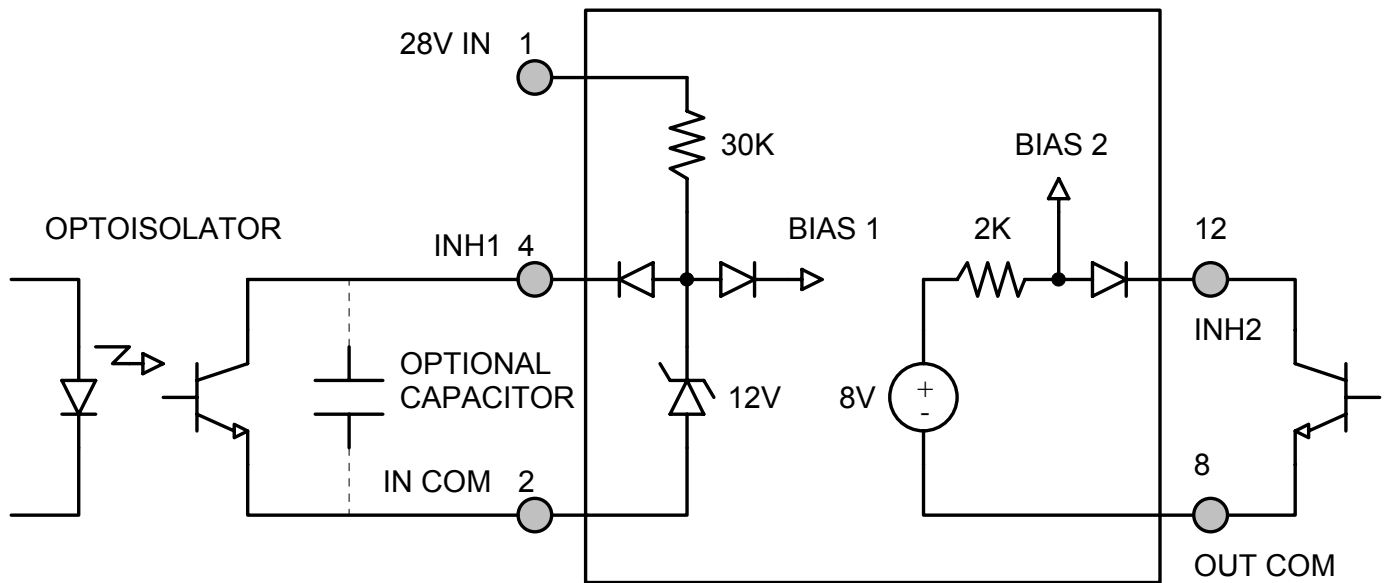 28V IN 1
30K
BIAS 2
OPTOISOLATOR
INH1 4
BIAS 1
2K
12
INH2
OPTIONAL
CAPACITOR
12V
8V
+
-
IN COM 2
8
OUT COM